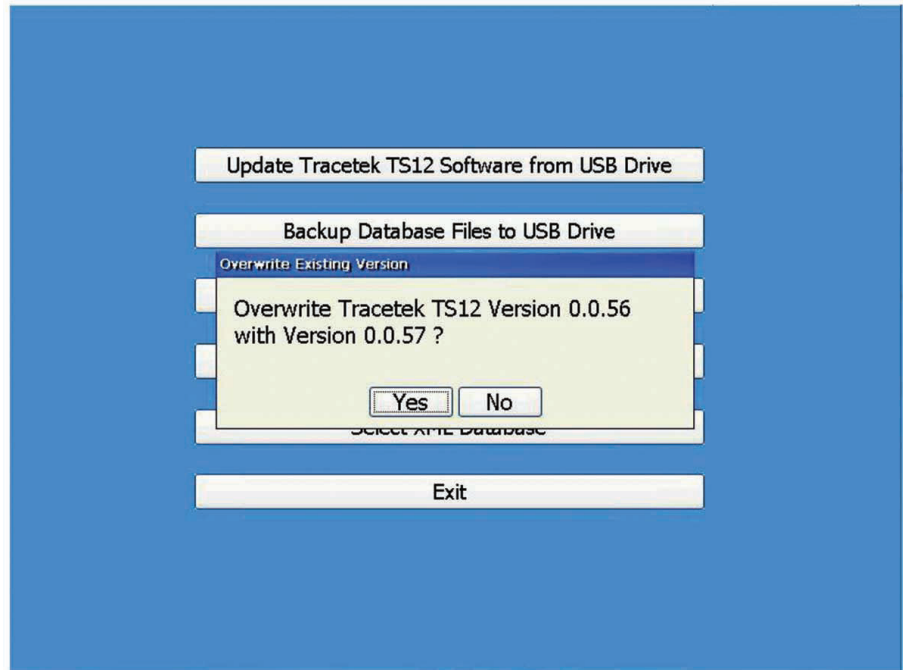 Update Tracetek TS12 Software from USB Drive
Backup Database Files to USB Drive
Overwrite Existing Version
Overwrite Tracetek TS12 Version 0.0.56
with Version 0.0.57 ?
Yes No
Select XML Database
Exit